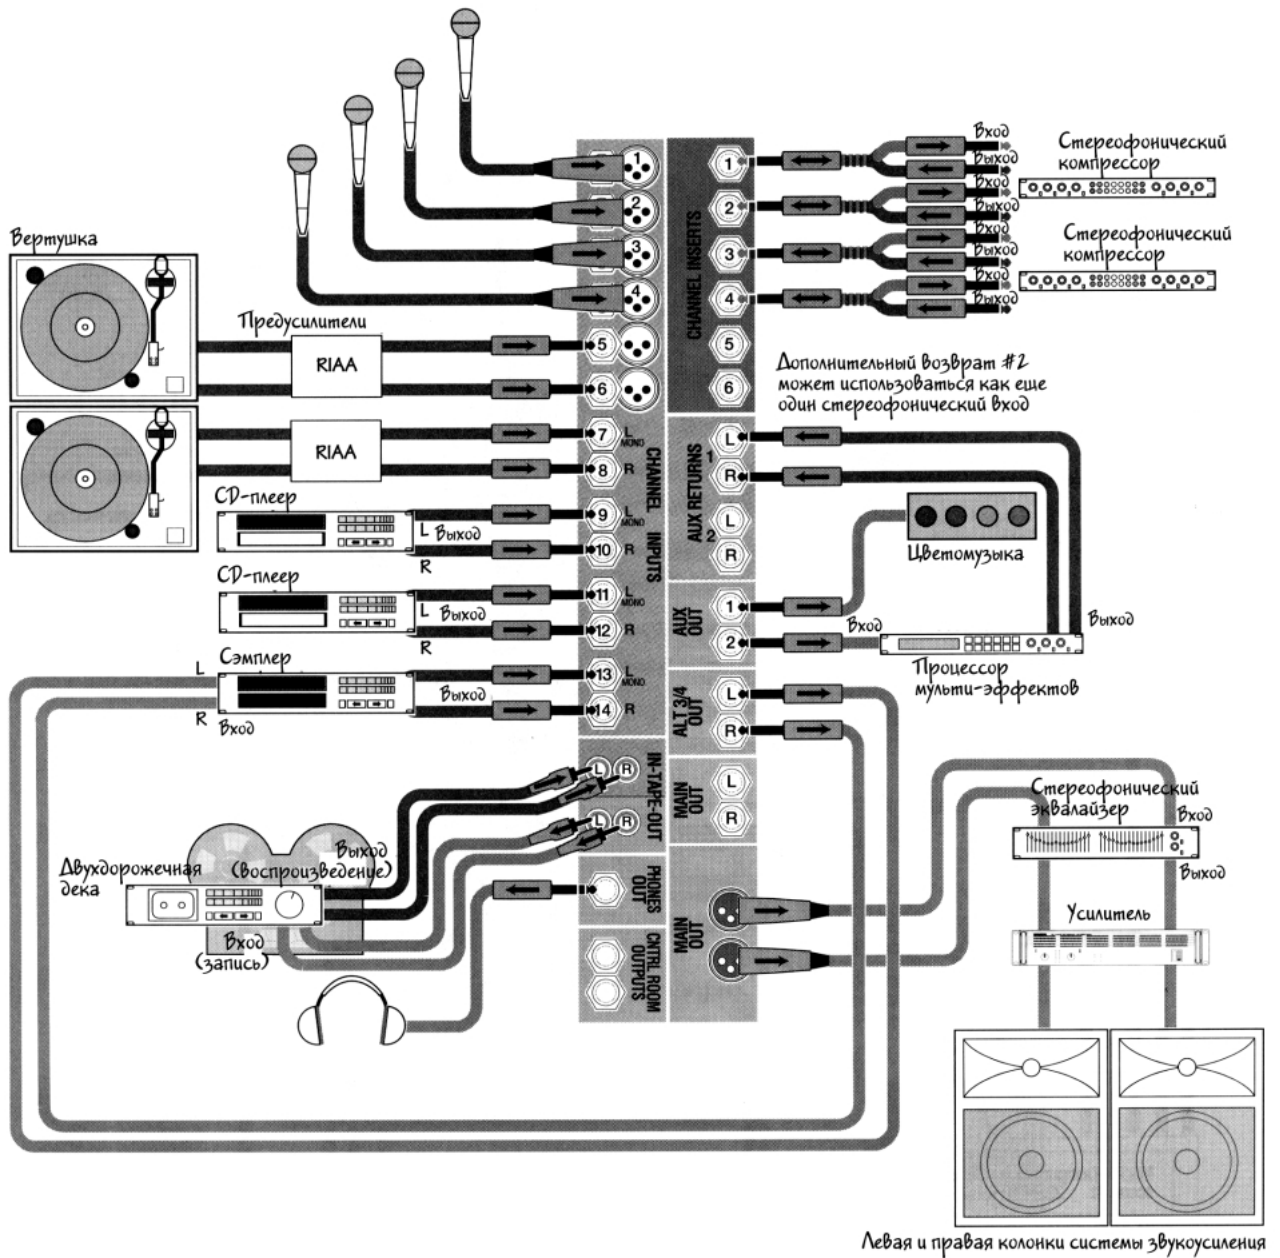 Вход
Выход
Вход
Выход
Вход
Выход
Вход
Выход
Стереофонический
компрессор
Стереофонический
компрессор
Вертушка
Предусилители
RIAA
RIAA
1
2
3
4
5
6
7 L
MONO
8 R
9 L
MONO
10 R
11 L
MONO
12 R
13 L
MONO
14 R
CHANNEL INPUTS
CHANNEL INSERTS
1
2
3
4
5
6
Дополнительный возврат #2
может использоваться как еще
один стереофонический вход
AUX RETURNS
1
L
R
2
L
R
Цветомузыка
CD-плеер
L Выход
R
CD-плеер
L Выход
R
Сэмплер
L
R
Выход
Вход
AUX
OUT
1
2
Вход
Выход
Процессор
мульти-эффектов
ALT 3/4
OUT
L
R
IN-TAPE-OUT
L R
L R
MAIN
OUT
L
R
Стереофонический
эквалайзер
Вход
Выход
Двухдорожечная
дека
Выход
(воспроизведение)
Вход
(запись)
PHONES
OUT
MAIN
OUT
CNTRL ROOM
OUTPUTS
Усилитель
Левая и правая колонки системы звукоусиления